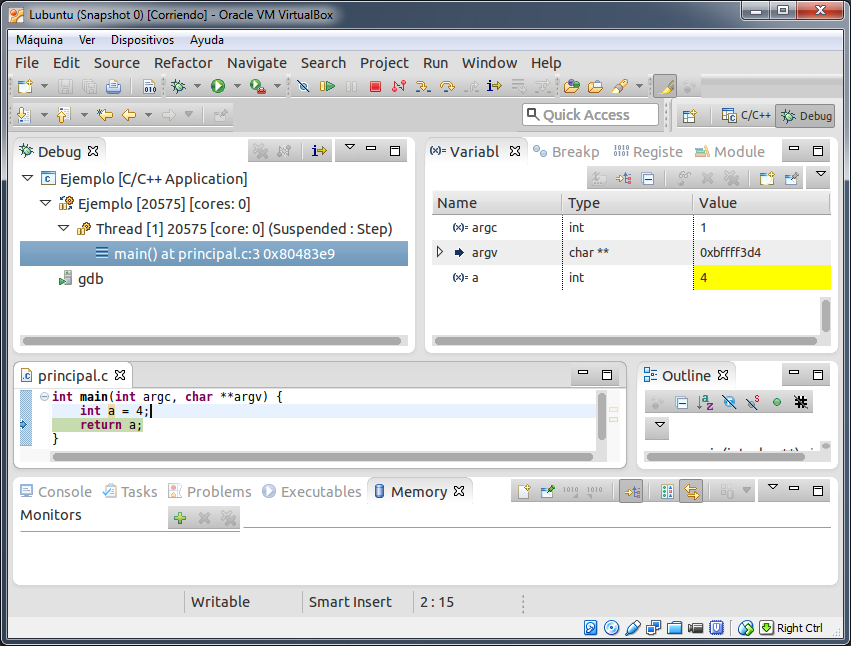 Lubuntu (Snapshot 0) [Corriendo] - Oracle VM VirtualBox
Máquina Ver Dispositivos Ayuda
File Edit Source Refactor Navigate Search Project Run Window Help
Quick Access
C/C++
Debug
Debug
Ejemplo [C/C++ Application]
Ejemplo [20575] [cores: 0]
Thread [1] 20575 [core: 0] (Suspended : Step)
main() at principal.c:3 0x80483e9
gdb
(x)= Variabl Breakp Registe Module
Name Type Value
(x)= argc int 1
argv char ** 0xbffff3d4
(x)= a int 4
principal.c
int main(int argc, char **argv) {
int a = 4;
return a;
}
Outline
Console Tasks Problems Executables Memory
Monitors
Writable Smart Insert 2 : 15
Right Ctrl